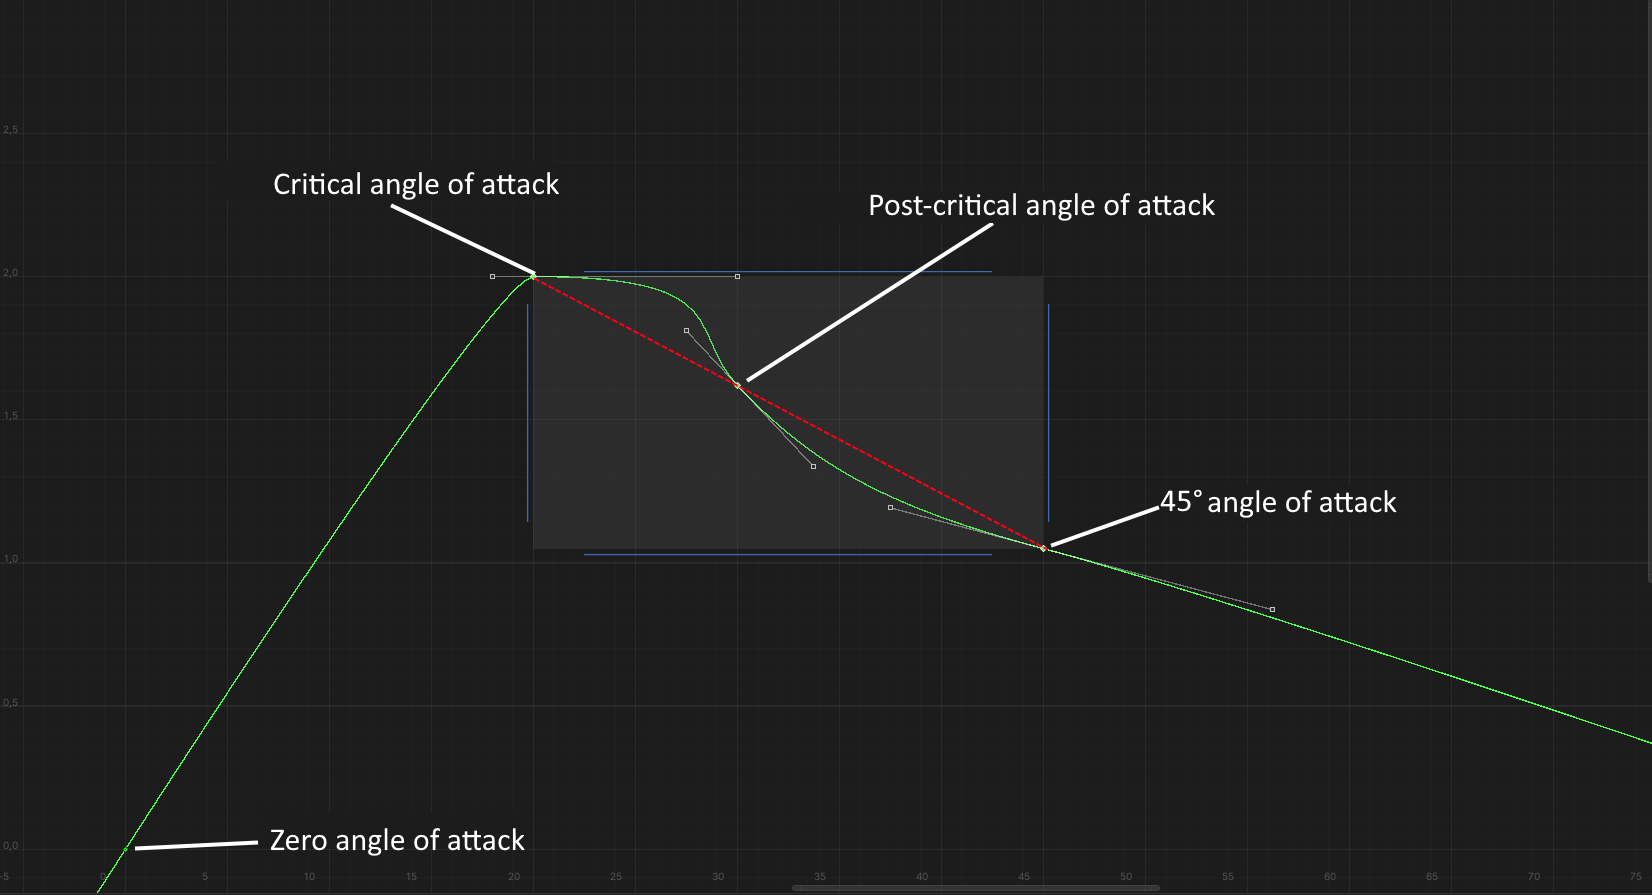 2,5
Critical angle of attack
Post-critical angle of attack
2,0
1,5
45° angle of attack
1,0
0,5
Zero angle of attack
0,0
-5 0 5 10 15 20 25 30 35 40 45 50 55 60 65 70 75